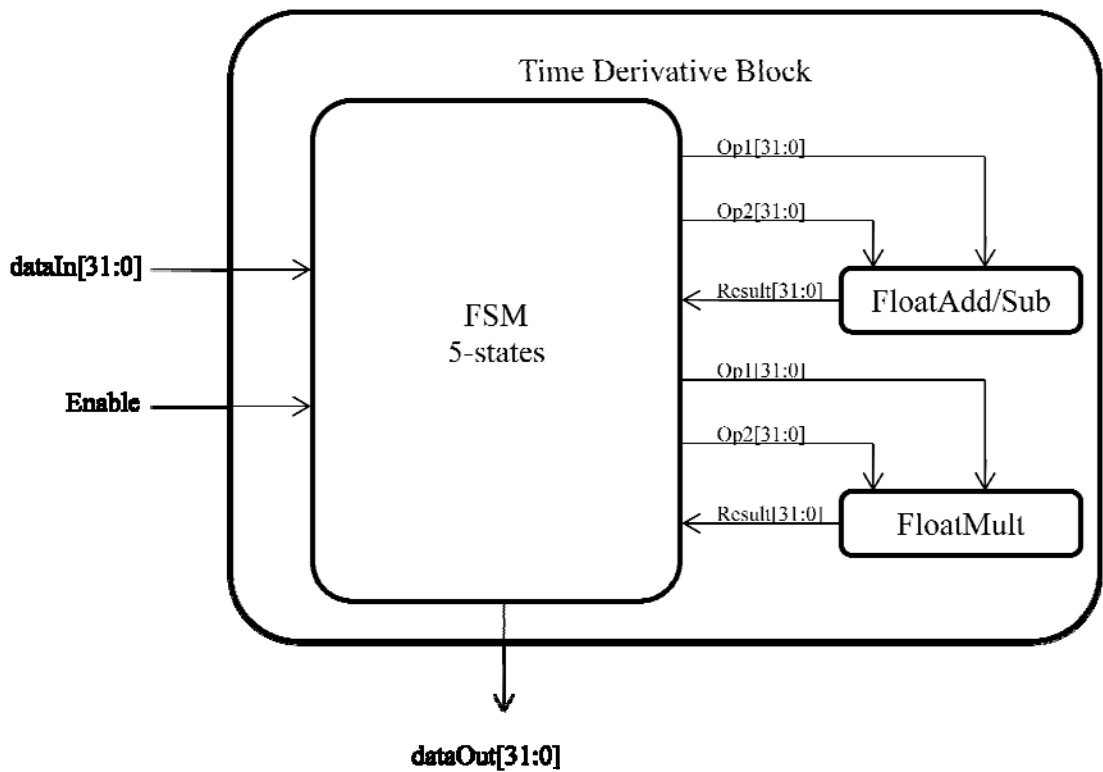 Time Derivative Block
Op1[31:0]
Op2[31:0]
dataIn[31:0]
Result[31:0]
FloatAdd/Sub
FSM
5-states
Op1[31:0]
Enable
Op2[31:0]
Result[31:0]
FloatMult
dataOut[31:0]